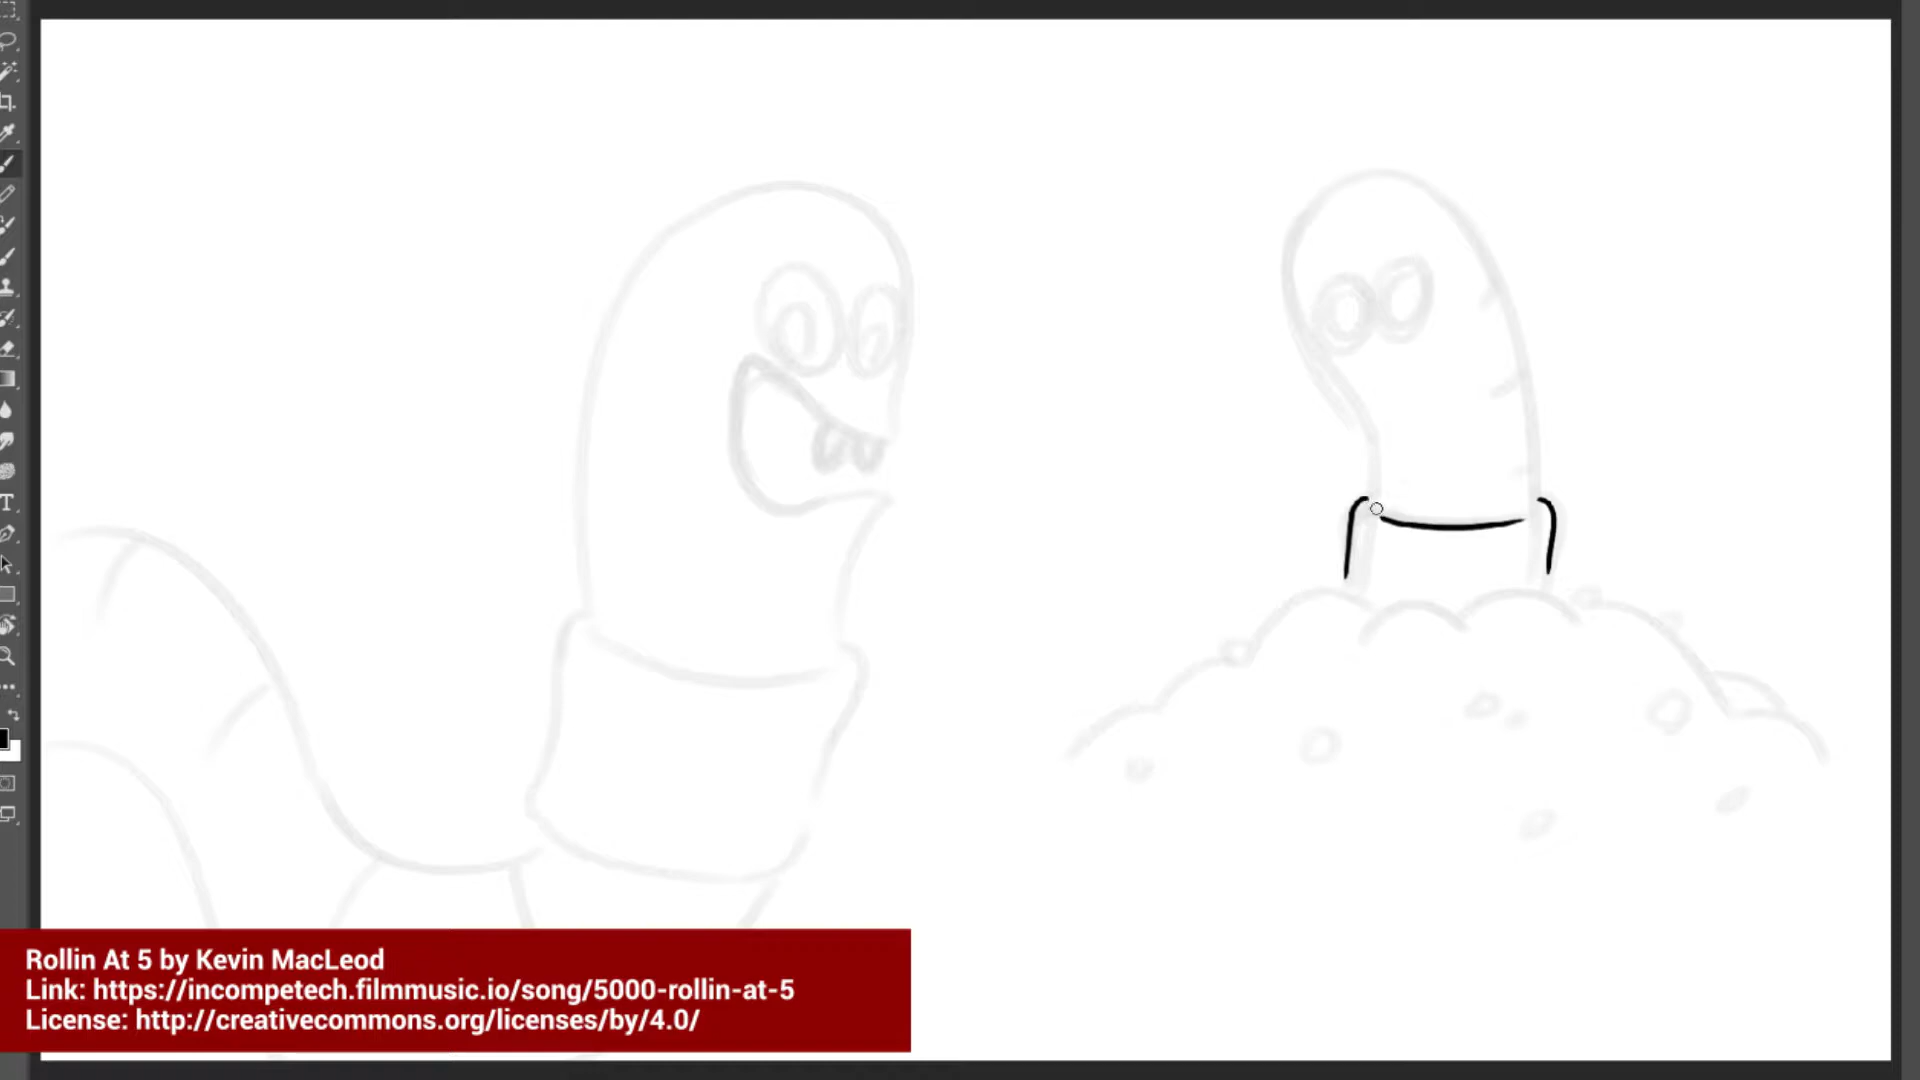 Rollin At 5 by Kevin MacLeod
Link: https://incompetech.filmmusic.io/song/5000-rollin-at-5
License: http://creativecommons.org/licenses/by/4.0/